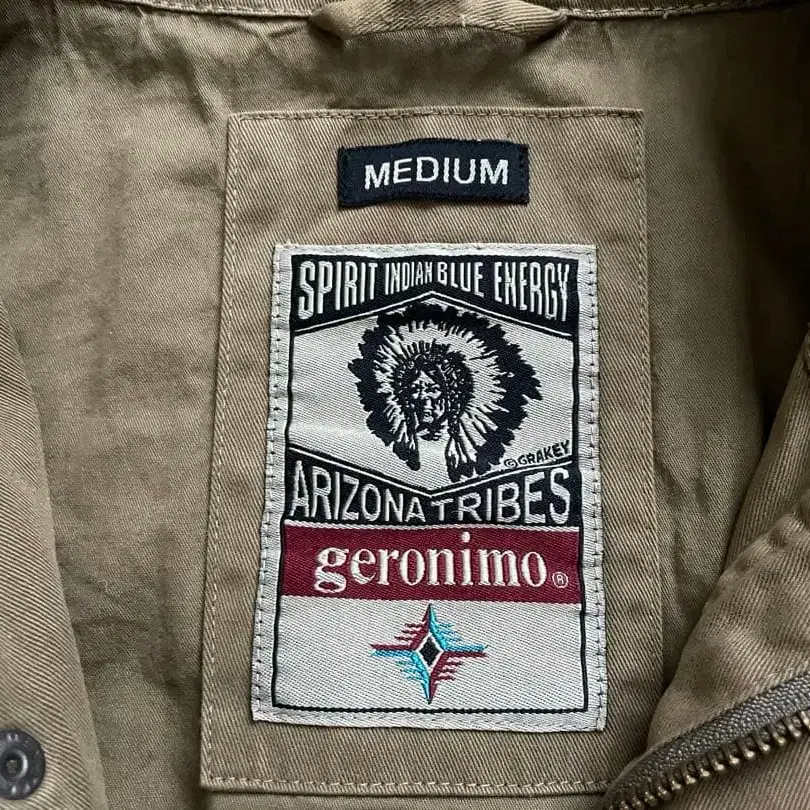 MEDIUM
SPIRIT INDIAN BLUE ENERGY
© GRAKEY
ARIZONA TRIBES
geronimo ®